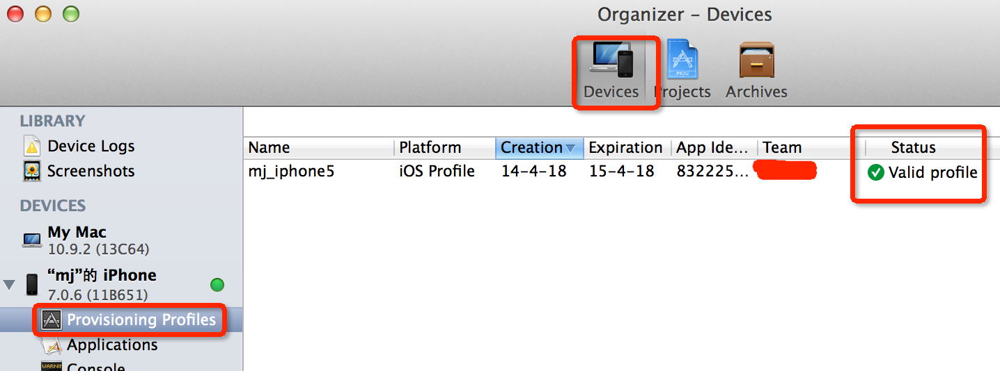 Organizer – Devices
PROJ
Devices Projects Archives
LIBRARY
Device Logs
Screenshots
DEVICES
My Mac
10.9.2 (13C64)
“mj”的 iPhone
7.0.6 (11B651)
Provisioning Profiles
Applications
WARNIN
Console
Name Platform Creation Expiration App Ide... Team Status
mj_iphone5 iOS Profile 14-4-18 15-4-18 832225... Valid profile